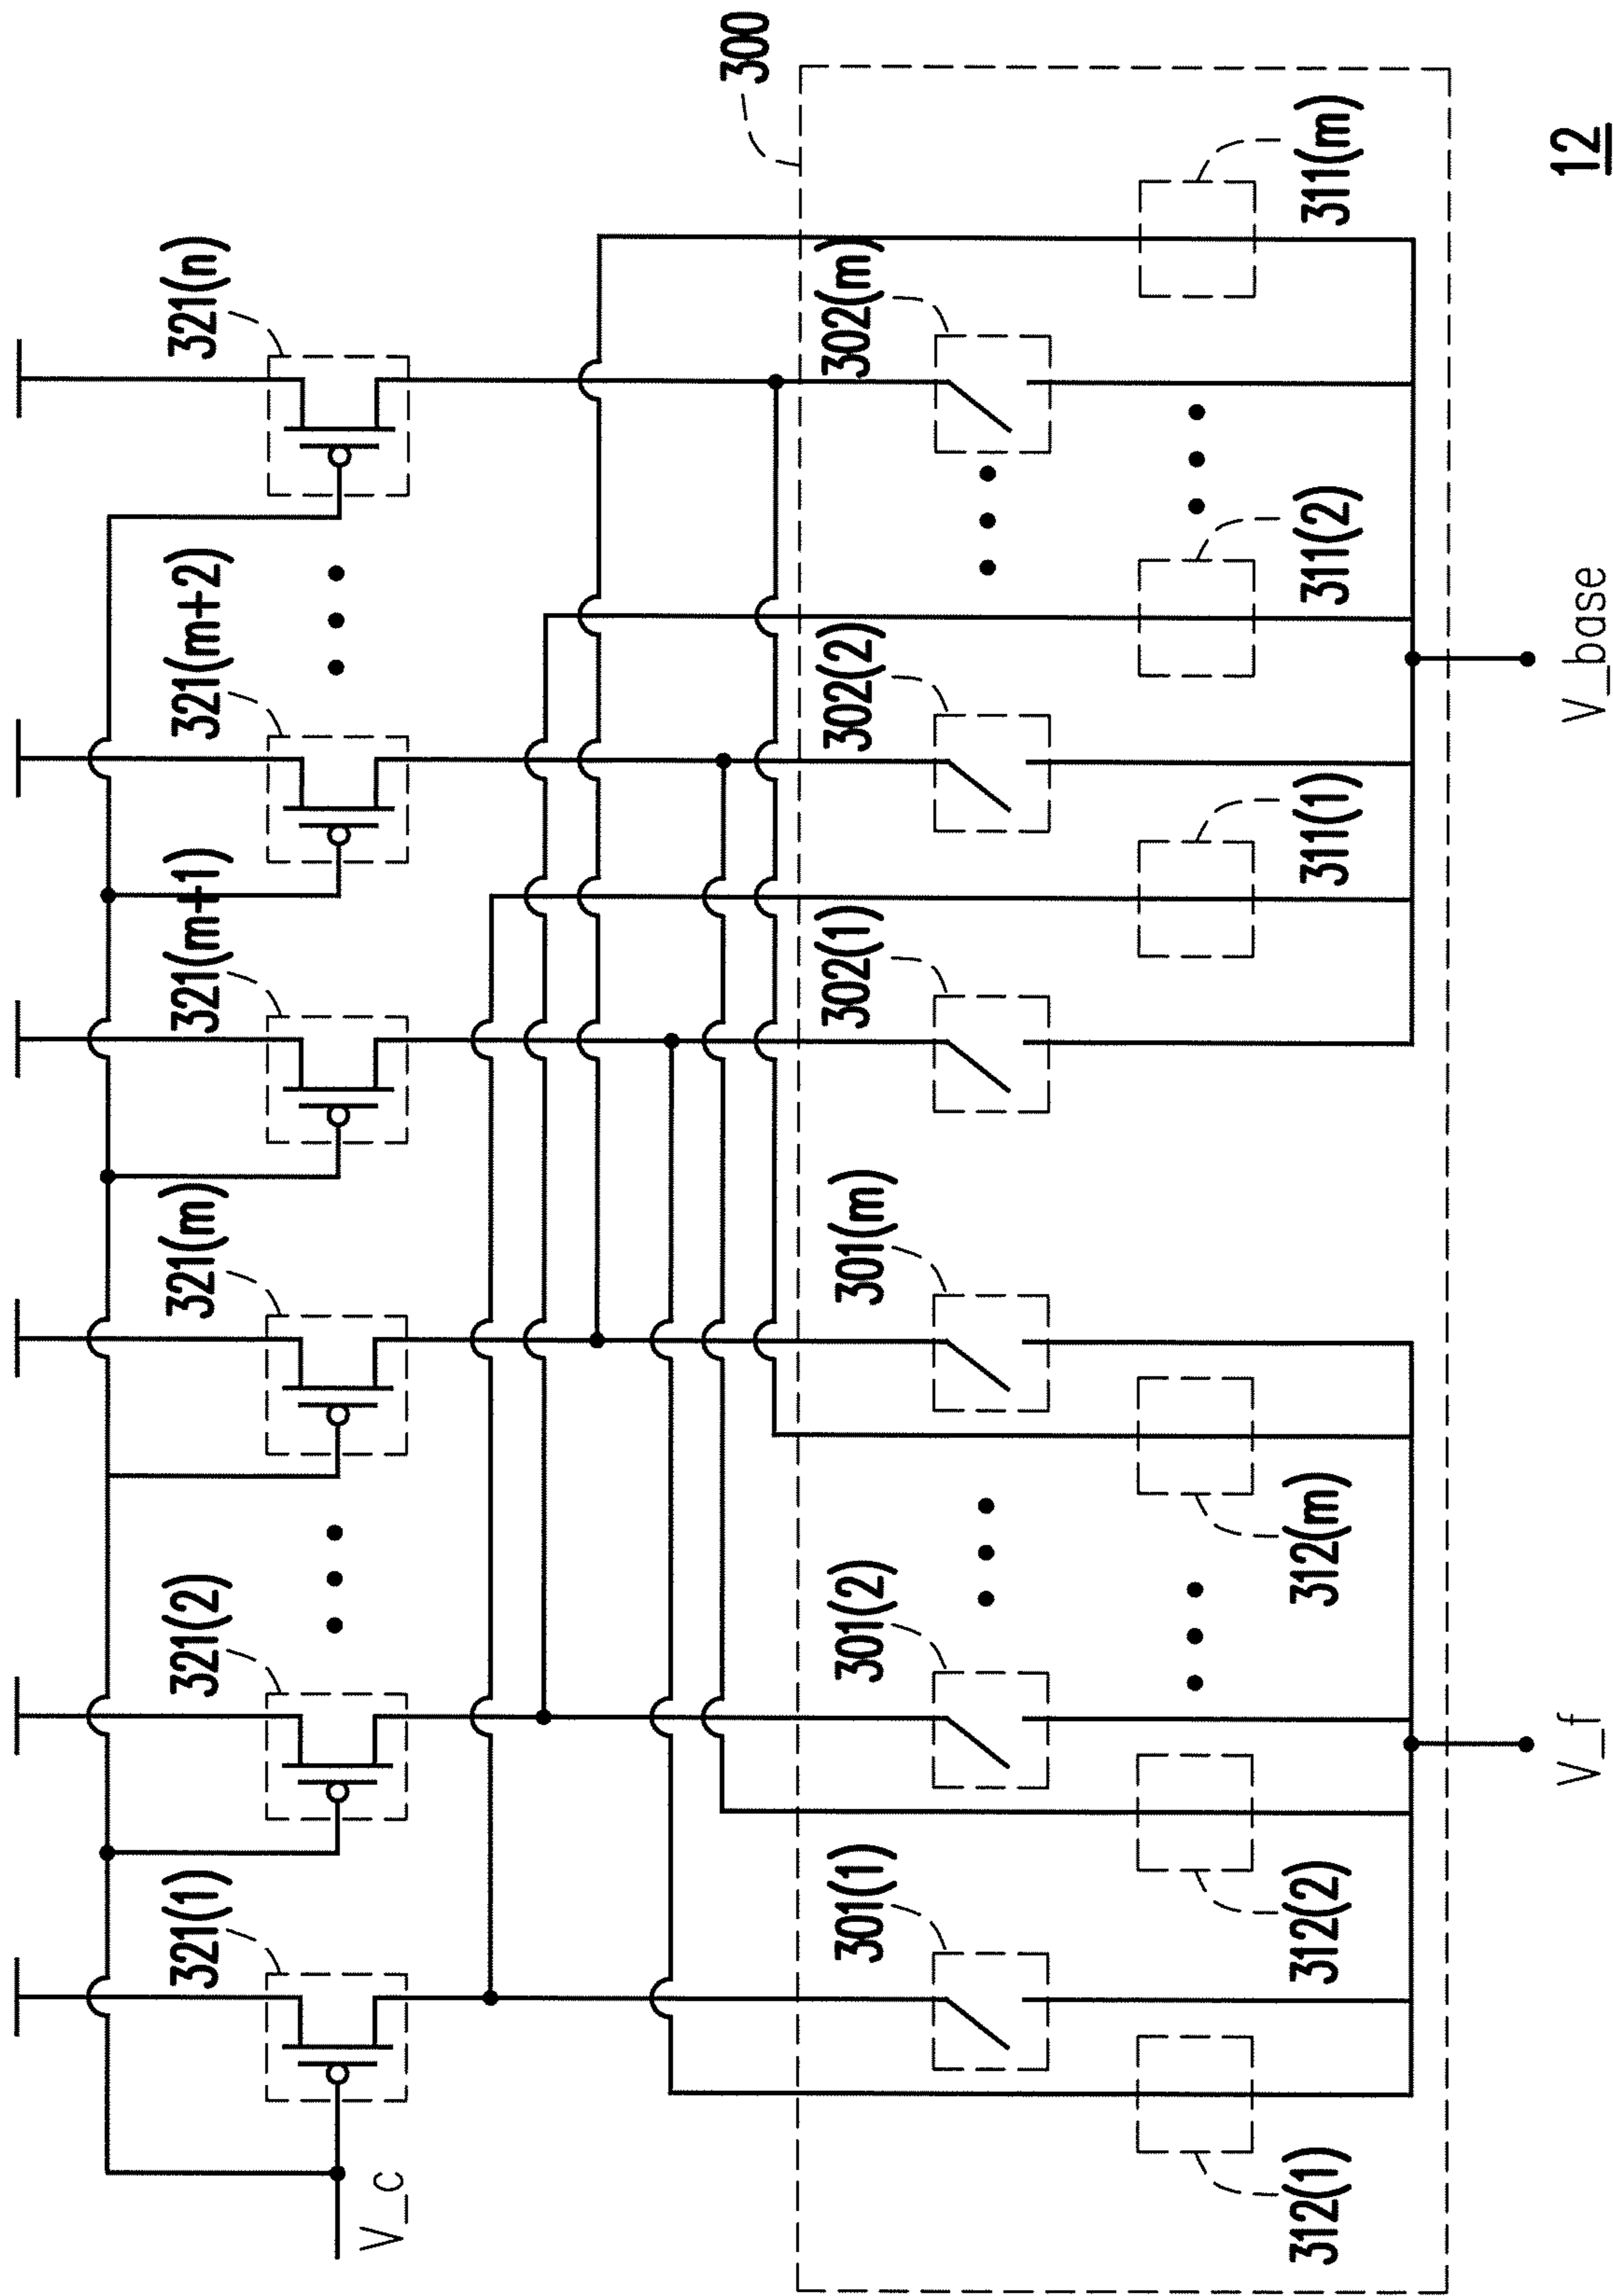 321(1)
321(2)
321(m)
321(m+1)
321(m+2)
321(n)
V_c
300
301(1)
301(2)
301(m)
302(1)
302(2)
302(m)
312(1)
312(2)
312(m)
311(1)
311(2)
311(m)
V_f
V_base
12